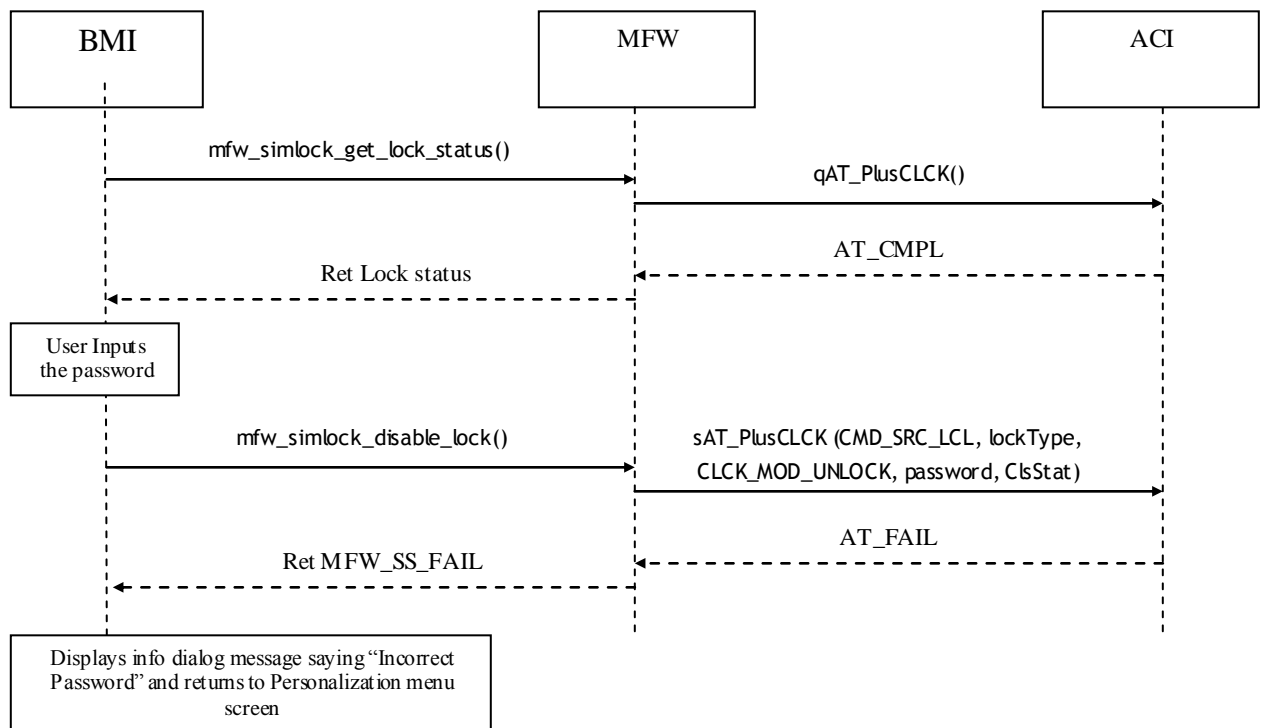 BMI
MFW
ACI
mfw_simlock_get_lock_status()
qAT_PlusCLCK()
AT_CMPL
Ret Lock status
User Inputs
the password
mfw_simlock_disable_lock()
sAT_PlusCLCK (CMD_SRC_LCL, lockType,
CLCK_MOD_UNLOCK, password, ClsStat)
AT_FAIL
Ret MFW_SS_FAIL
Displays info dialog message saying “Incorrect
Password” and returns to Personalization menu
screen